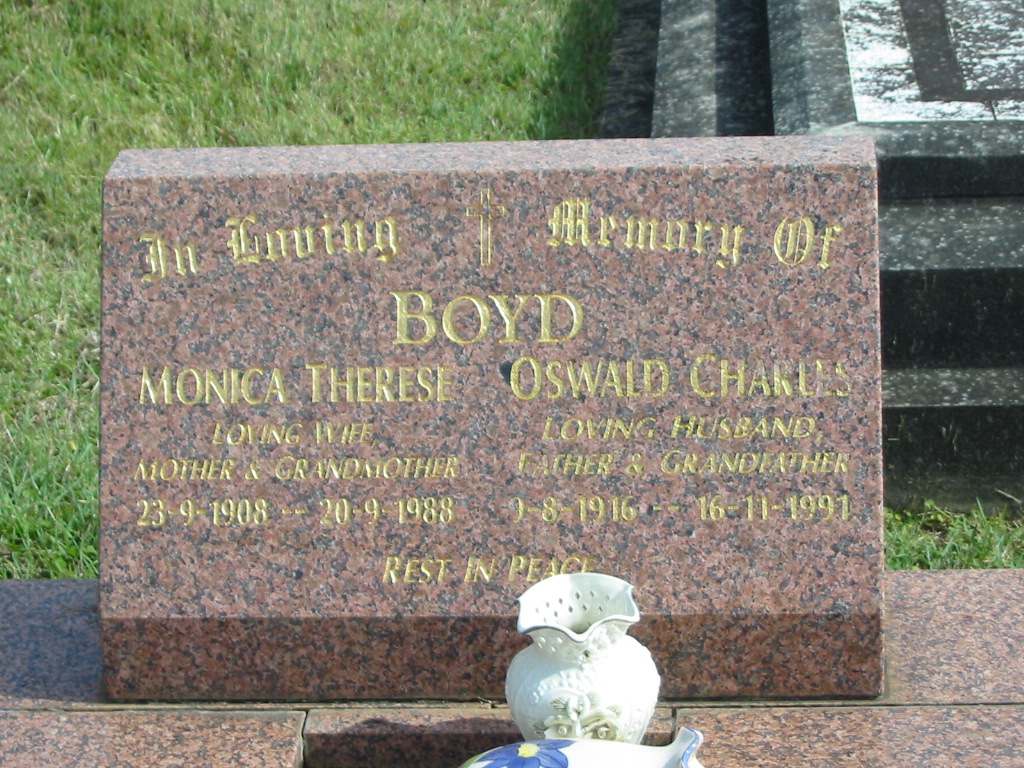 In Loving Memory Of
BOYD
MONICA THERESE
LOVING WIFE,
MOTHER & GRANDMOTHER
23-9-1908 -- 20-9-1988
OSWALD CHARLES
LOVING HUSBAND,
FATHER & GRANDFATHER
9-8-1916 -- 16-11-1991
REST IN PEACE